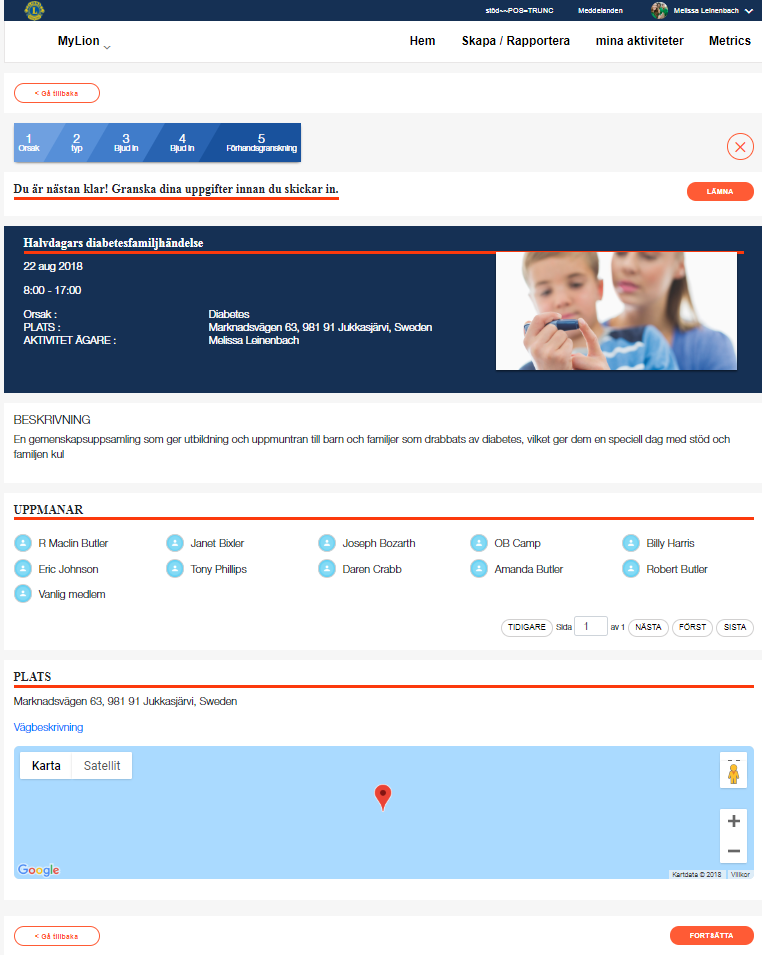 stöd~~POS=TRUNC Meddelanden Melissa Leinenbach
MyLion Hem Skapa / Rapportera mina aktiviteter Metrics
< Gå tillbaka
1 2 3 4 5
Orsak typ Bjud In Bjud In Förhandsgranskning
Du är nästan klar! Granska dina uppgifter innan du skickar in.
LÄMNA
Halvdagars diabetesfamiljhändelse
22 aug 2018
8:00 - 17:00
Orsak : Diabetes
PLATS : Marknadsvägen 63, 981 91 Jukkasjärvi, Sweden
AKTIVITET ÄGARE : Melissa Leinenbach
BESKRIVNING
En gemenskapsuppsamling som ger utbildning och uppmuntran till barn och familjer som drabbats av diabetes, vilket ger dem en speciell dag med stöd och
familjen kul
UPPMANAR
R Maclin Butler Janet Bixler Joseph Bozarth OB Camp Billy Harris
Eric Johnson Tony Phillips Daren Crabb Amanda Butler Robert Butler
Vanlig medlem
TIDIGARE Sida 1 av 1 NÄSTA FÖRST SISTA
PLATS
Marknadsvägen 63, 981 91 Jukkasjärvi, Sweden
Vägbeskrivning
Karta Satellit
Google Kartdata © 2018 Villkor
< Gå tillbaka FORTSÄTTA